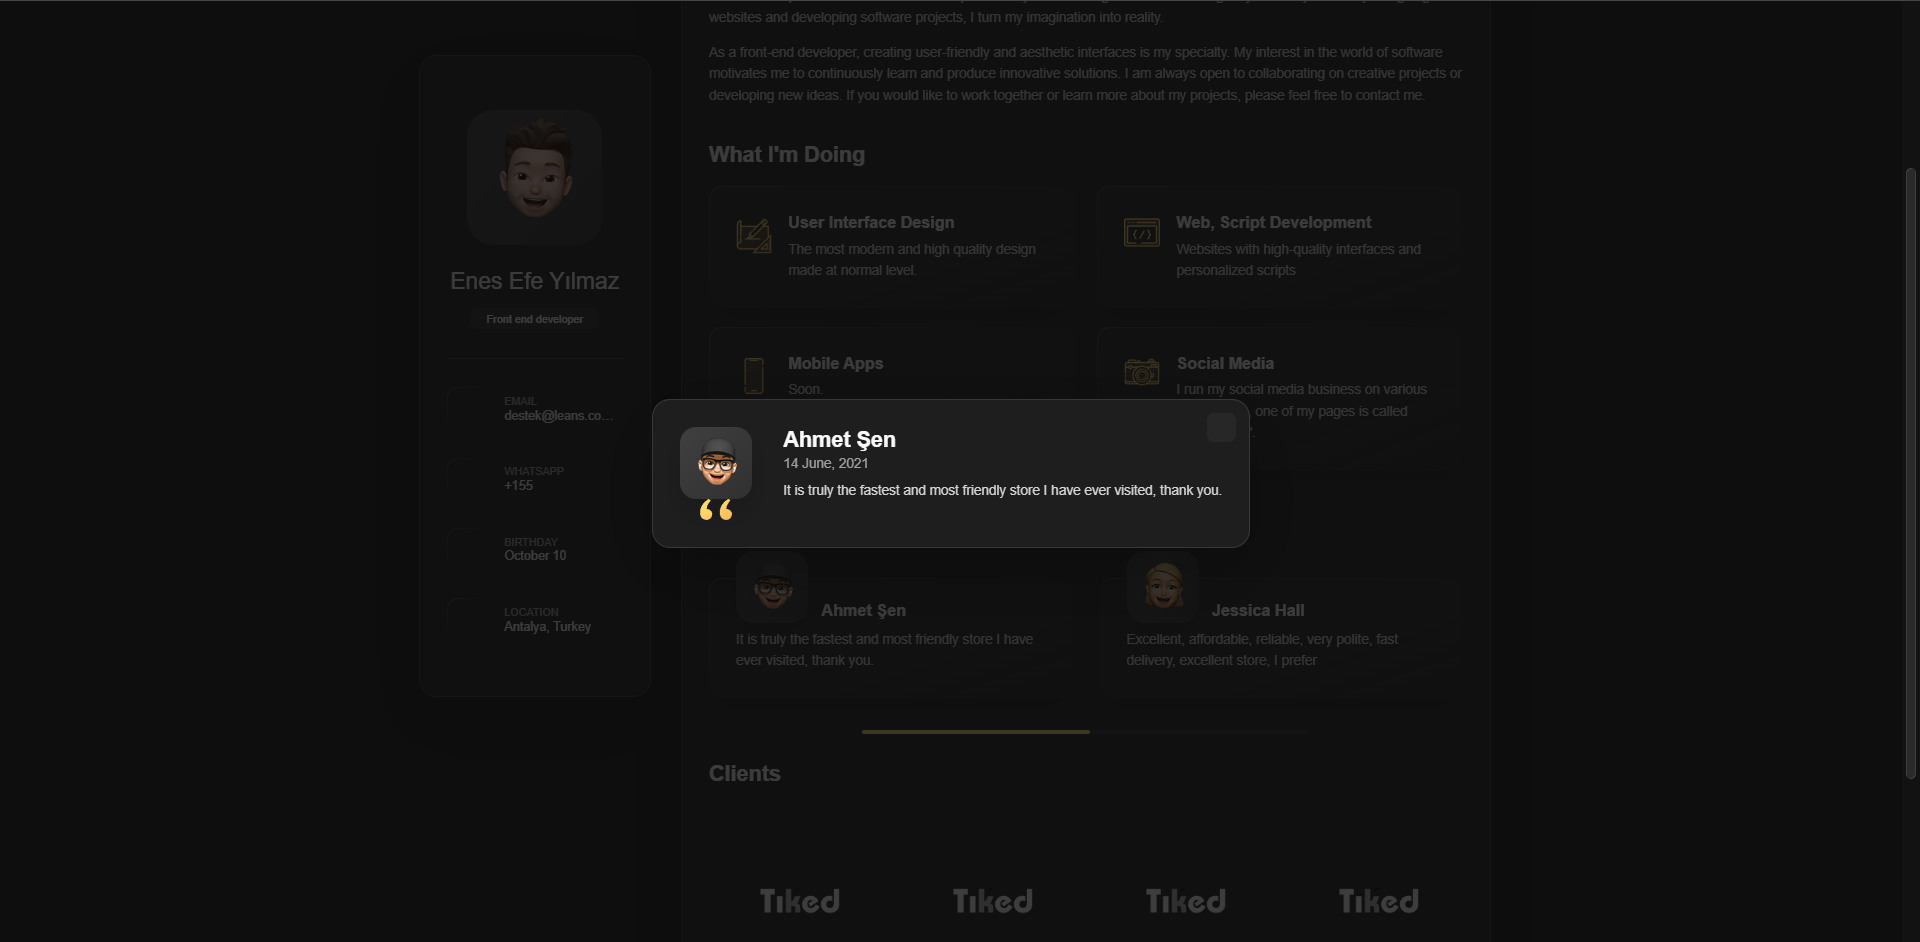 websites and developing software projects, I turn my imagination into reality.
As a front-end developer, creating user-friendly and aesthetic interfaces is my specialty. My interest in the world of software
motivates me to continuously learn and produce innovative solutions. I am always open to collaborating on creative projects or
developing new ideas. If you would like to work together or learn more about my projects, please feel free to contact me.
Enes Efe Yılmaz
Front end developer
EMAIL
destek@leans.co...
WHATSAPP
+155
BIRTHDAY
October 10
LOCATION
Antalya, Turkey
What I'm Doing
User Interface Design
The most modern and high quality design
made at normal level.
Web, Script Development
Websites with high-quality interfaces and
personalized scripts
Mobile Apps
Soon.
Social Media
I run my social media business on various
one of my pages is called
Ahmet Şen
14 June, 2021
It is truly the fastest and most friendly store I have ever visited, thank you.
Ahmet Şen
It is truly the fastest and most friendly store I have
ever visited, thank you.
Jessica Hall
Excellent, affordable, reliable, very polite, fast
delivery, excellent store, I prefer
Clients
Tıked
Tıked
Tıked
Tıked